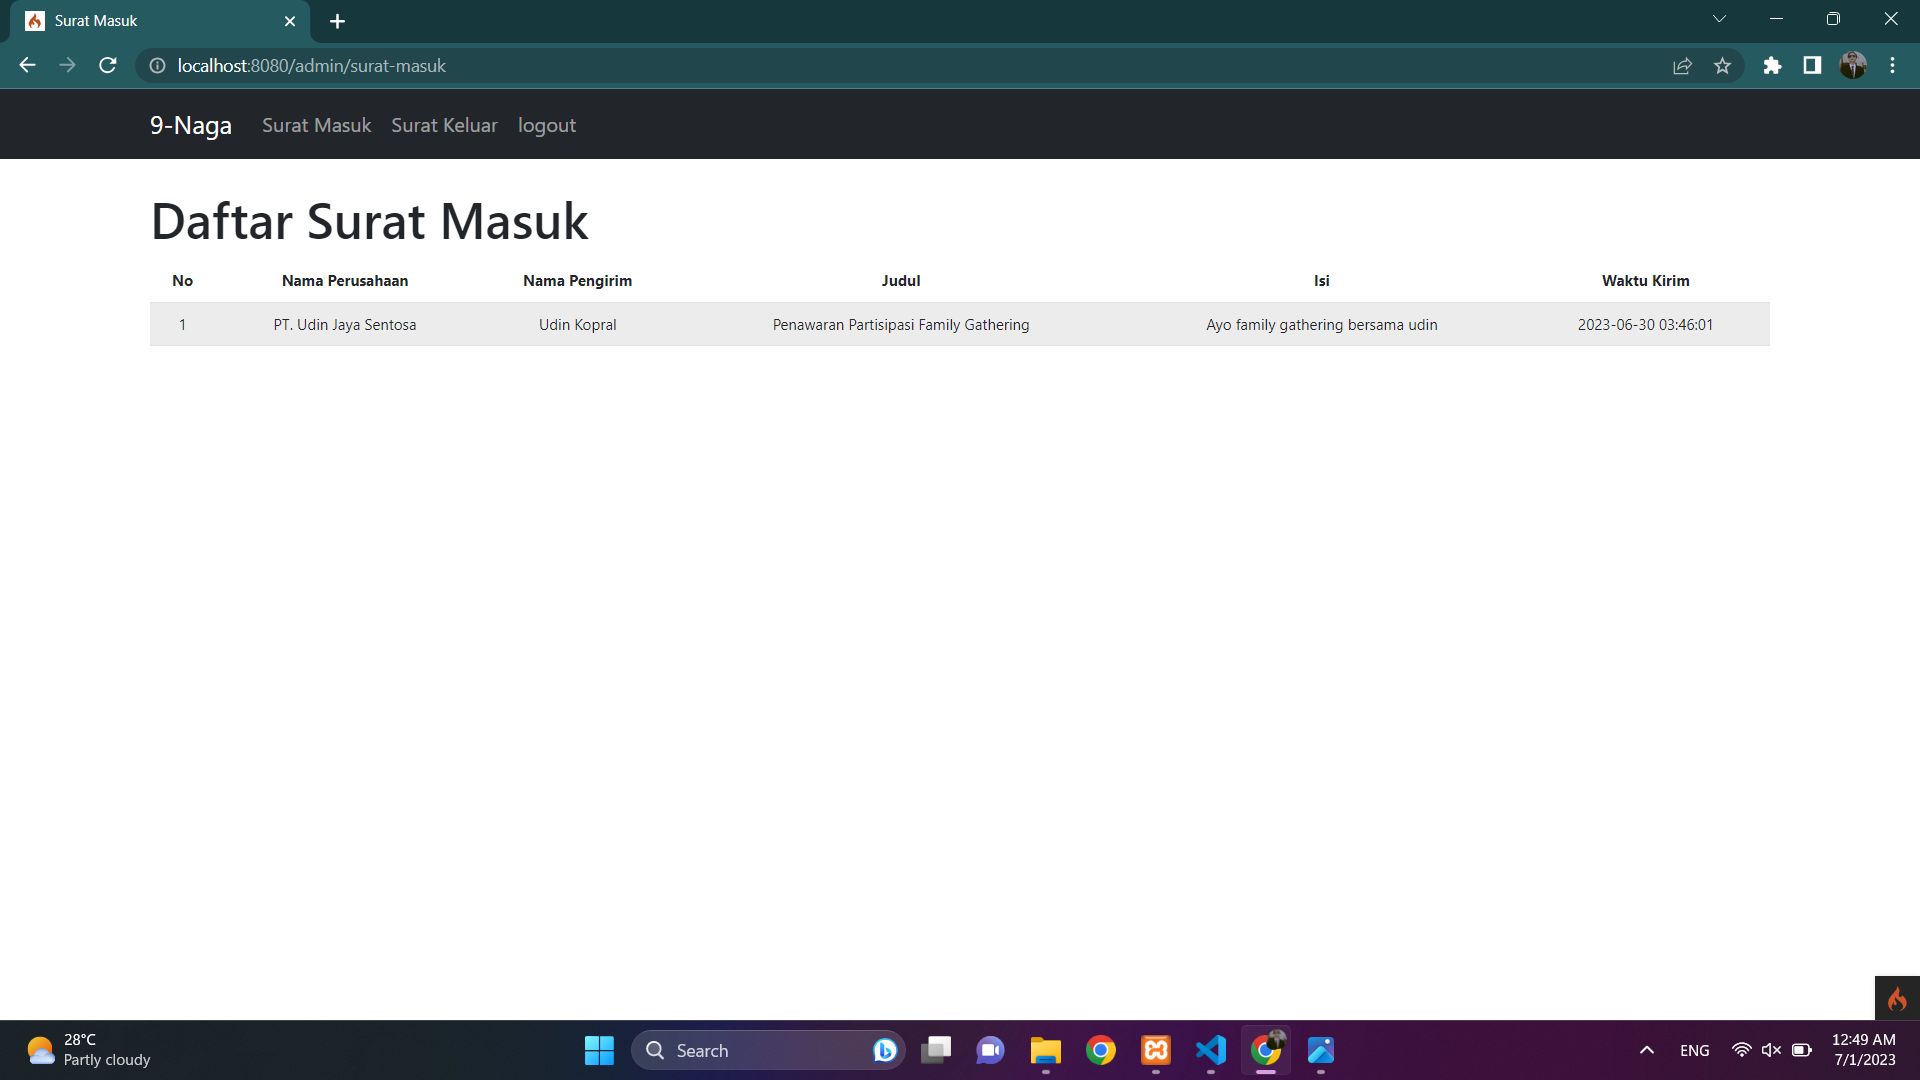 Surat Masuk
localhost:8080/admin/surat-masuk
9-Naga Surat Masuk Surat Keluar logout
Daftar Surat Masuk
No Nama Perusahaan Nama Pengirim Judul Isi Waktu Kirim
1 PT. Udin Jaya Sentosa Udin Kopral Penawaran Partisipasi Family Gathering Ayo family gathering bersama udin 2023-06-30 03:46:01
28°C
Partly cloudy
Search
ENG
12:49 AM
7/1/2023